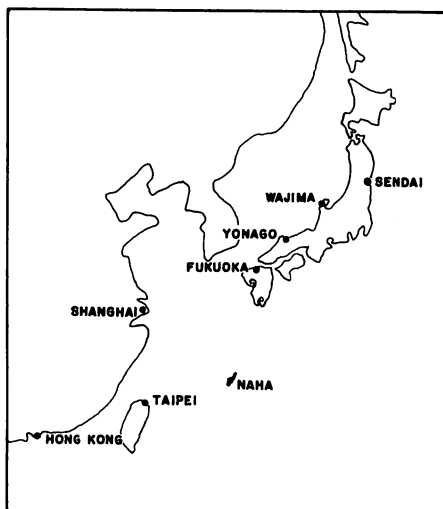 SENDAI
WAJIMA
YONAGO
FUKUOKA
SHANGHAI
NAHA
TAIPEI
HONG KONG